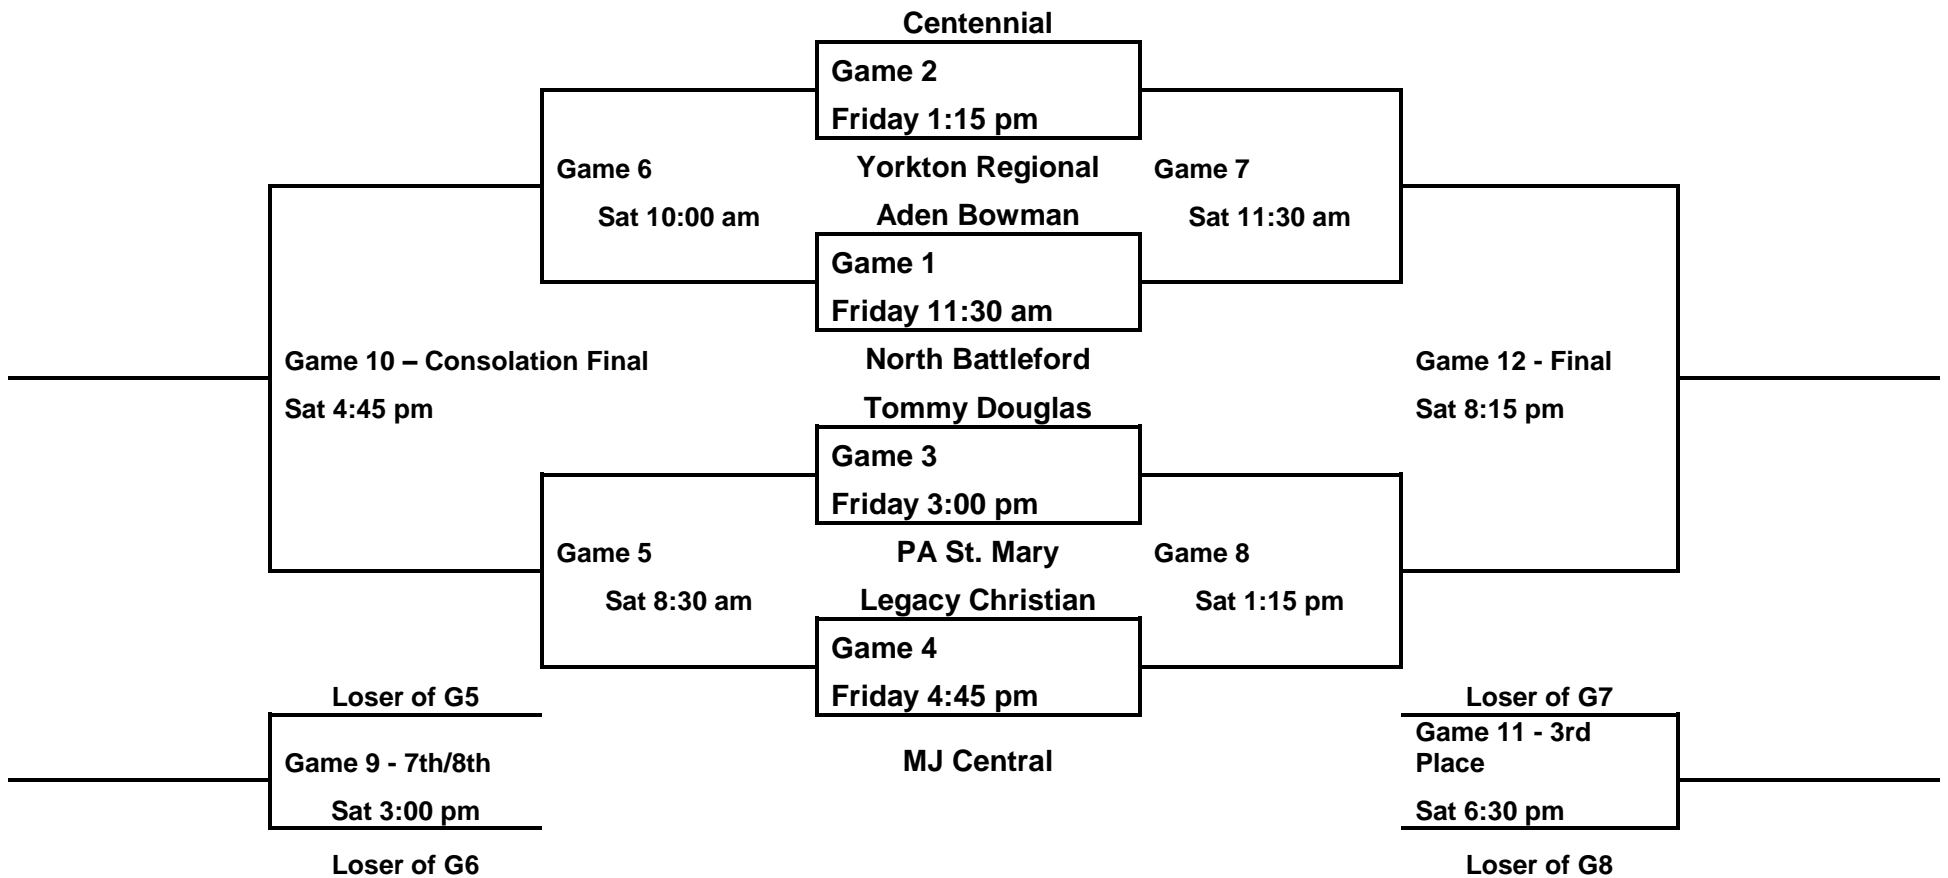 Centennial
Game 2
Friday 1:15 pm
Game 6
Yorkton Regional
Game 7
Sat 10:00 am
Aden Bowman
Sat 11:30 am
Game 1
Friday 11:30 am
Game 10 – Consolation Final
North Battleford
Game 12 - Final
Sat 4:45 pm
Tommy Douglas
Sat 8:15 pm
Game 3
Friday 3:00 pm
Game 5
PA St. Mary
Game 8
Sat 8:30 am
Legacy Christian
Sat 1:15 pm
Game 4
Loser of G5
Friday 4:45 pm
Loser of G7
Game 9 - 7th/8th
MJ Central
Game 11 - 3rd
Place
Sat 3:00 pm
Sat 6:30 pm
Loser of G6
Loser of G8